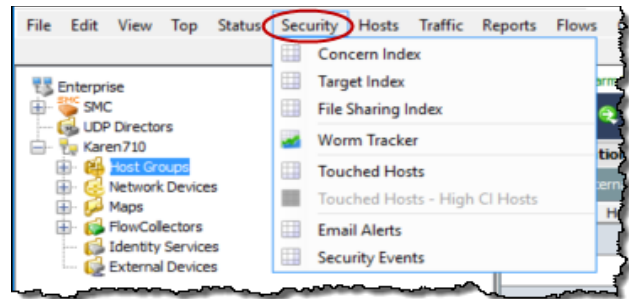 File Edit View Top Status Security Hosts Traffic Reports Flows
Concern Index
Target Index
File Sharing Index
Worm Tracker
Touched Hosts
Touched Hosts - High CI Hosts
Email Alerts
Security Events
Enterprise
SMC
UDP Directors
Karen710
Host Groups
Network Devices
Maps
FlowCollectors
Identity Services
External Devices